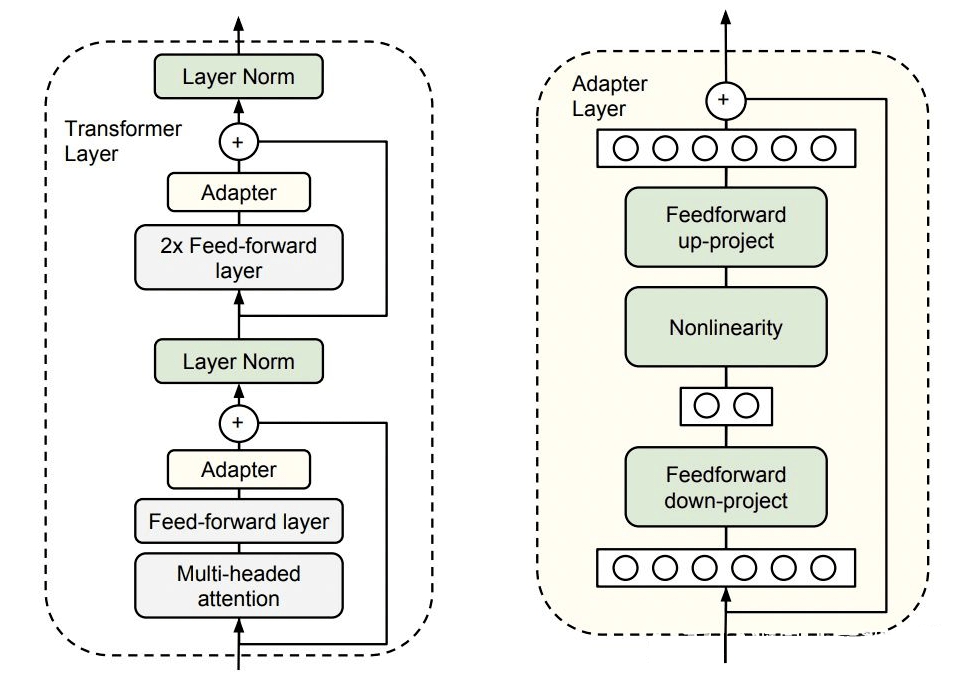 Transformer
Layer
Layer Norm
+
Adapter
2x Feed-forward
layer
Layer Norm
+
Adapter
Feed-forward layer
Multi-headed
attention
Adapter
Layer
+
Feedforward
up-project
Nonlinearity
Feedforward
down-project